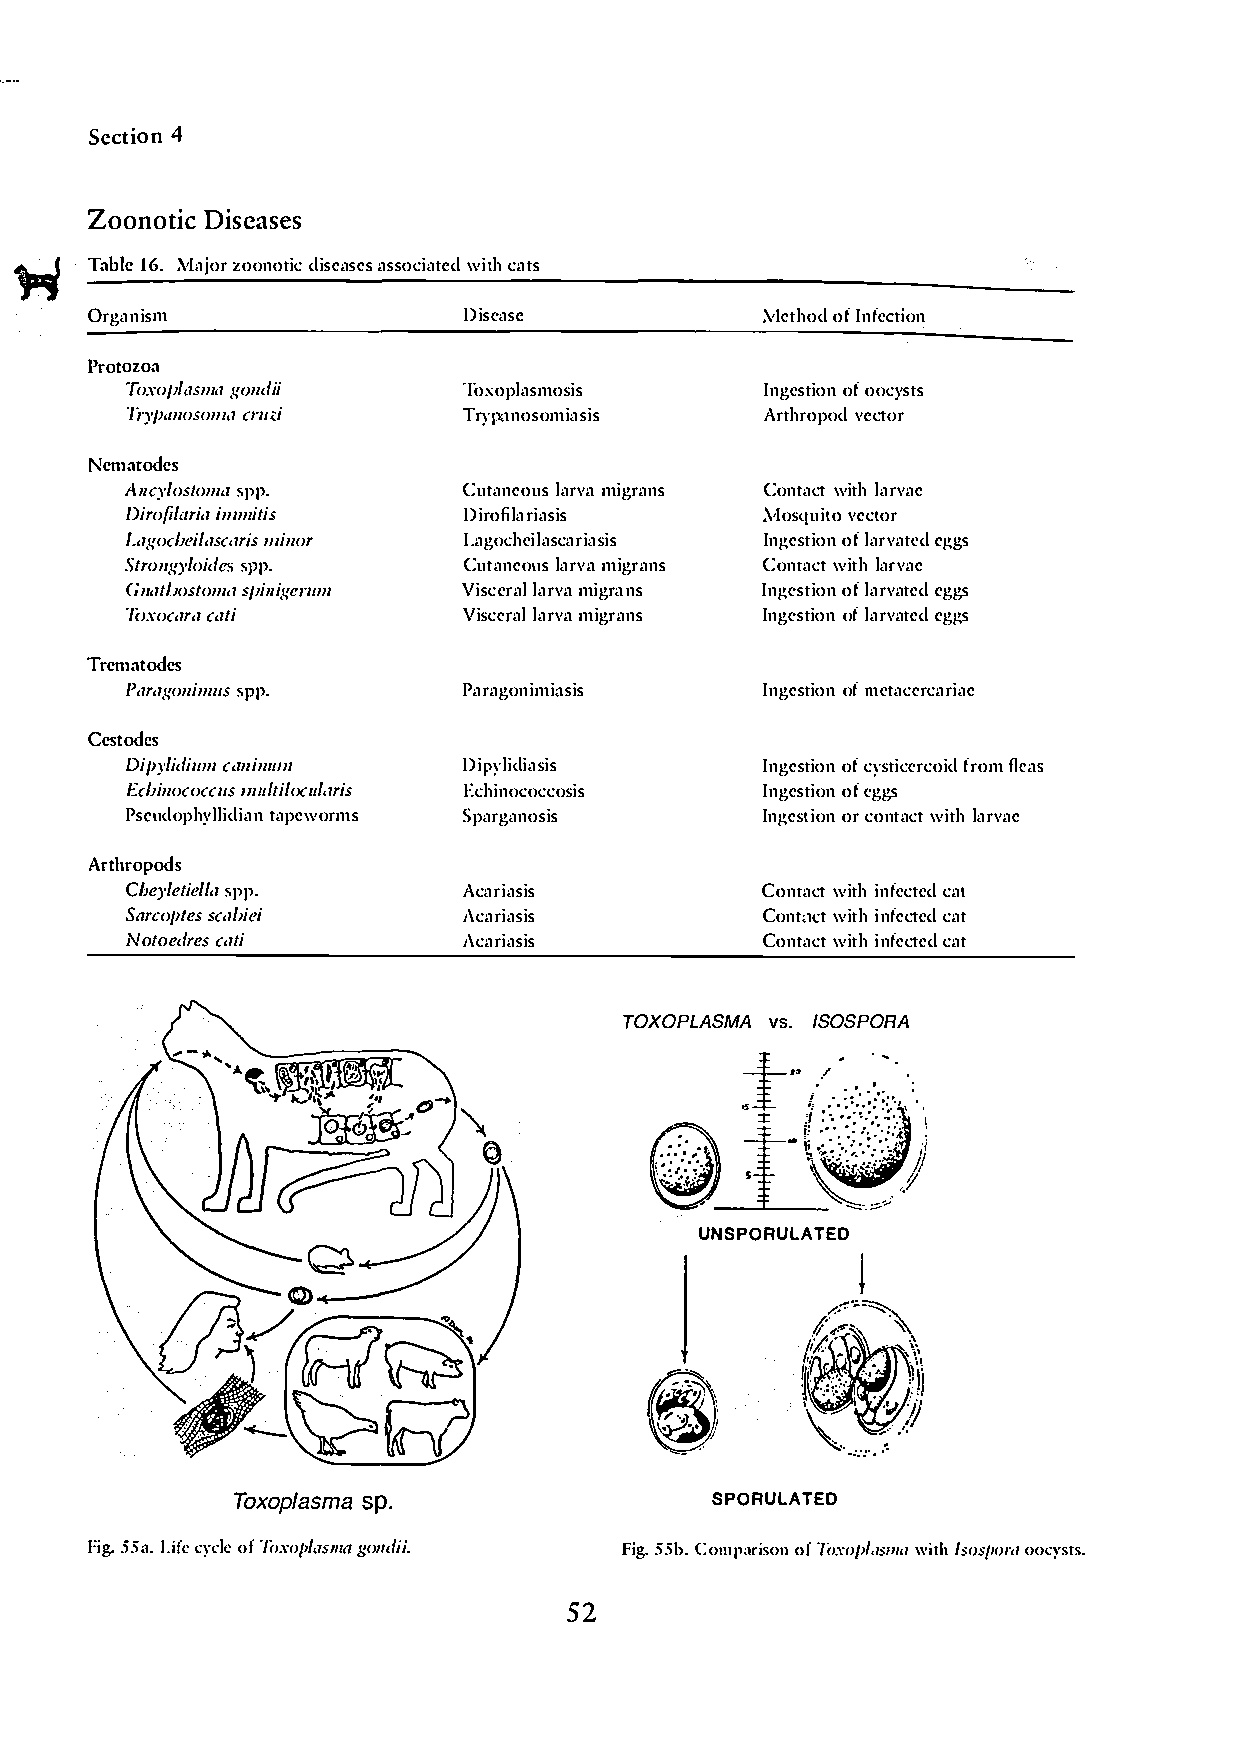 Section 4
Zoonotic Diseases
Table 16. Major zoonotic diseases associated with cats
Organism Disease Method of Infection
Protozoa
Toxoplasma gondii Toxoplasmosis Ingestion of oocysts
Trypanosoma cruzi Trypanosomiasis Arthropod vector
Nematodes
Ancylostoma spp. Cutaneous larva migrans Contact with larvae
Dirofilaria immitis Dirofilariasis Mosquito vector
Lagocheilascaris minor Lagocheilascariasis Ingestion of larvated eggs
Strongyloides spp. Cutaneous larva migrans Contact with larvae
Gnathostoma spinigerum Visceral larva migrans Ingestion of larvated eggs
Toxocara cati Visceral larva migrans Ingestion of larvated eggs
Trematodes
Paragonimus spp. Paragonimiasis Ingestion of metacercariae
Cestodes
Dipylidium caninum Dipylidiasis Ingestion of cysticercoid from fleas
Echinococcus multilocularis Echinococcosis Ingestion of eggs
Pseudophyllidian tapeworms Sparganosis Ingestion or contact with larvae
Arthropods
Cheyletiella spp. Acariasis Contact with infected cat
Sarcoptes scabiei Acariasis Contact with infected cat
Notoedres cati Acariasis Contact with infected cat
TOXOPLASMA vs. ISOSPORA
20
15
10
5
UNSPORULATED
SPORULATED
Toxoplasma sp.
Fig. 55a. Life cycle of Toxoplasma gondii.
Fig. 55b. Comparison of Toxoplasma with Isospora oocysts.
52